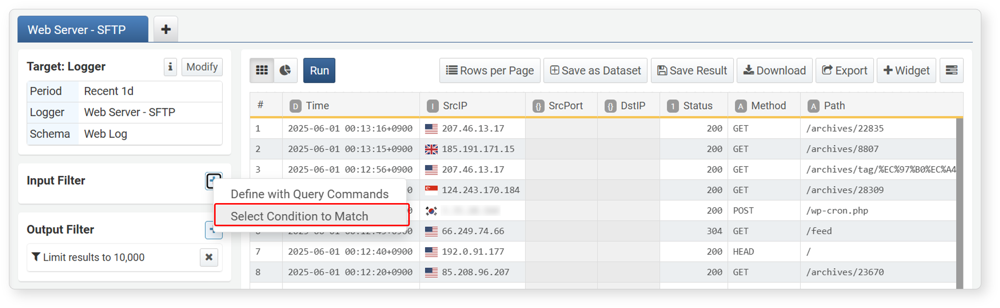 Web Server - SFTP
Target: Logger
Modify
Period Recent 1d
Logger Web Server - SFTP
Schema Web Log
Input Filter
Define with Query Commands
Select Condition to Match
Output Filter
Limit results to 10,000
Run
Rows per Page
Save as Dataset
Save Result
Download
Export
Widget
# D Time I SrcIP {} SrcPort {} DstIP 1 Status A Method A Path
1 2025-06-01 00:13:16+0900 207.46.13.17 200 GET /archives/22835
2 2025-06-01 00:13:15+0900 185.191.171.15 200 GET /archives/8807
3 2025-06-01 00:12:56+0900 207.46.13.17 200 GET /archives/tag/%EC%97%B0%EC%A4
0 124.243.170.184 200 GET /archives/28309
0 200 POST /wp-cron.php
66.249.74.66 304 GET /feed
7 2025-06-01 00:12:40+0900 192.0.91.177 200 HEAD /
8 2025-06-01 00:12:20+0900 85.208.96.207 200 GET /archives/23670